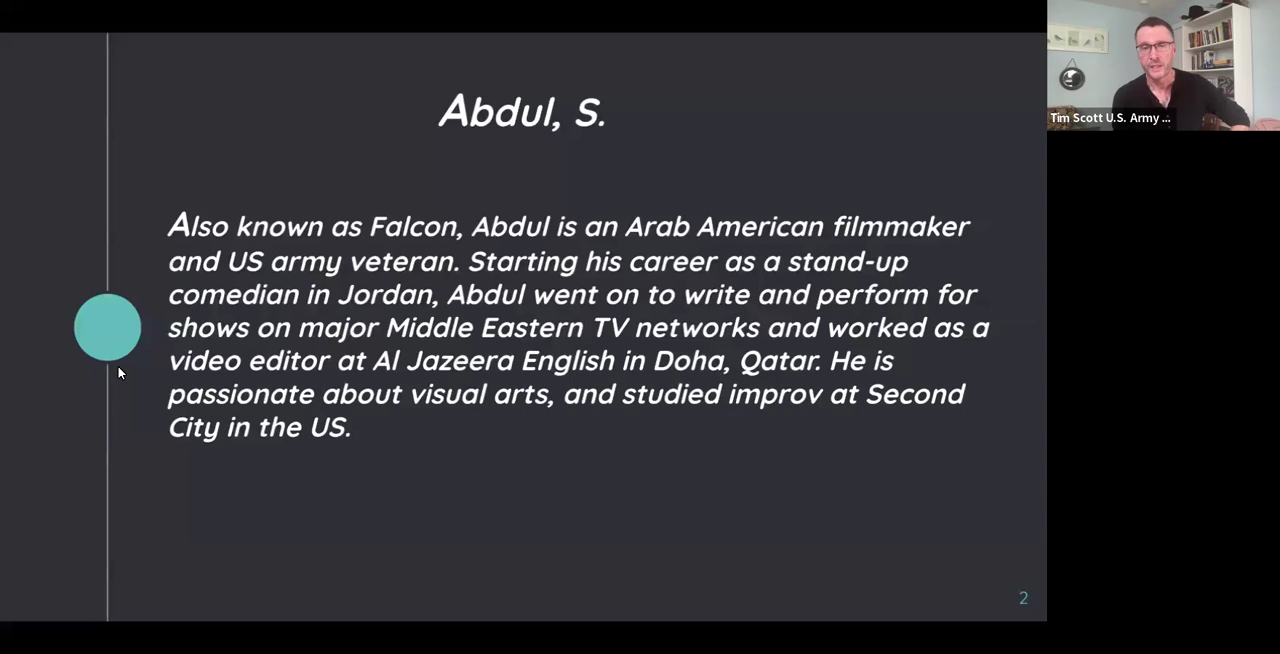 Abdul, S.
Also known as Falcon, Abdul is an Arab American filmmaker
and US army veteran. Starting his career as a stand-up
comedian in Jordan, Abdul went on to write and perform for
shows on major Middle Eastern TV networks and worked as a
video editor at Al Jazeera English in Doha, Qatar. He is
passionate about visual arts, and studied improv at Second
City in the US.
2
Tim Scott U.S. Army ...